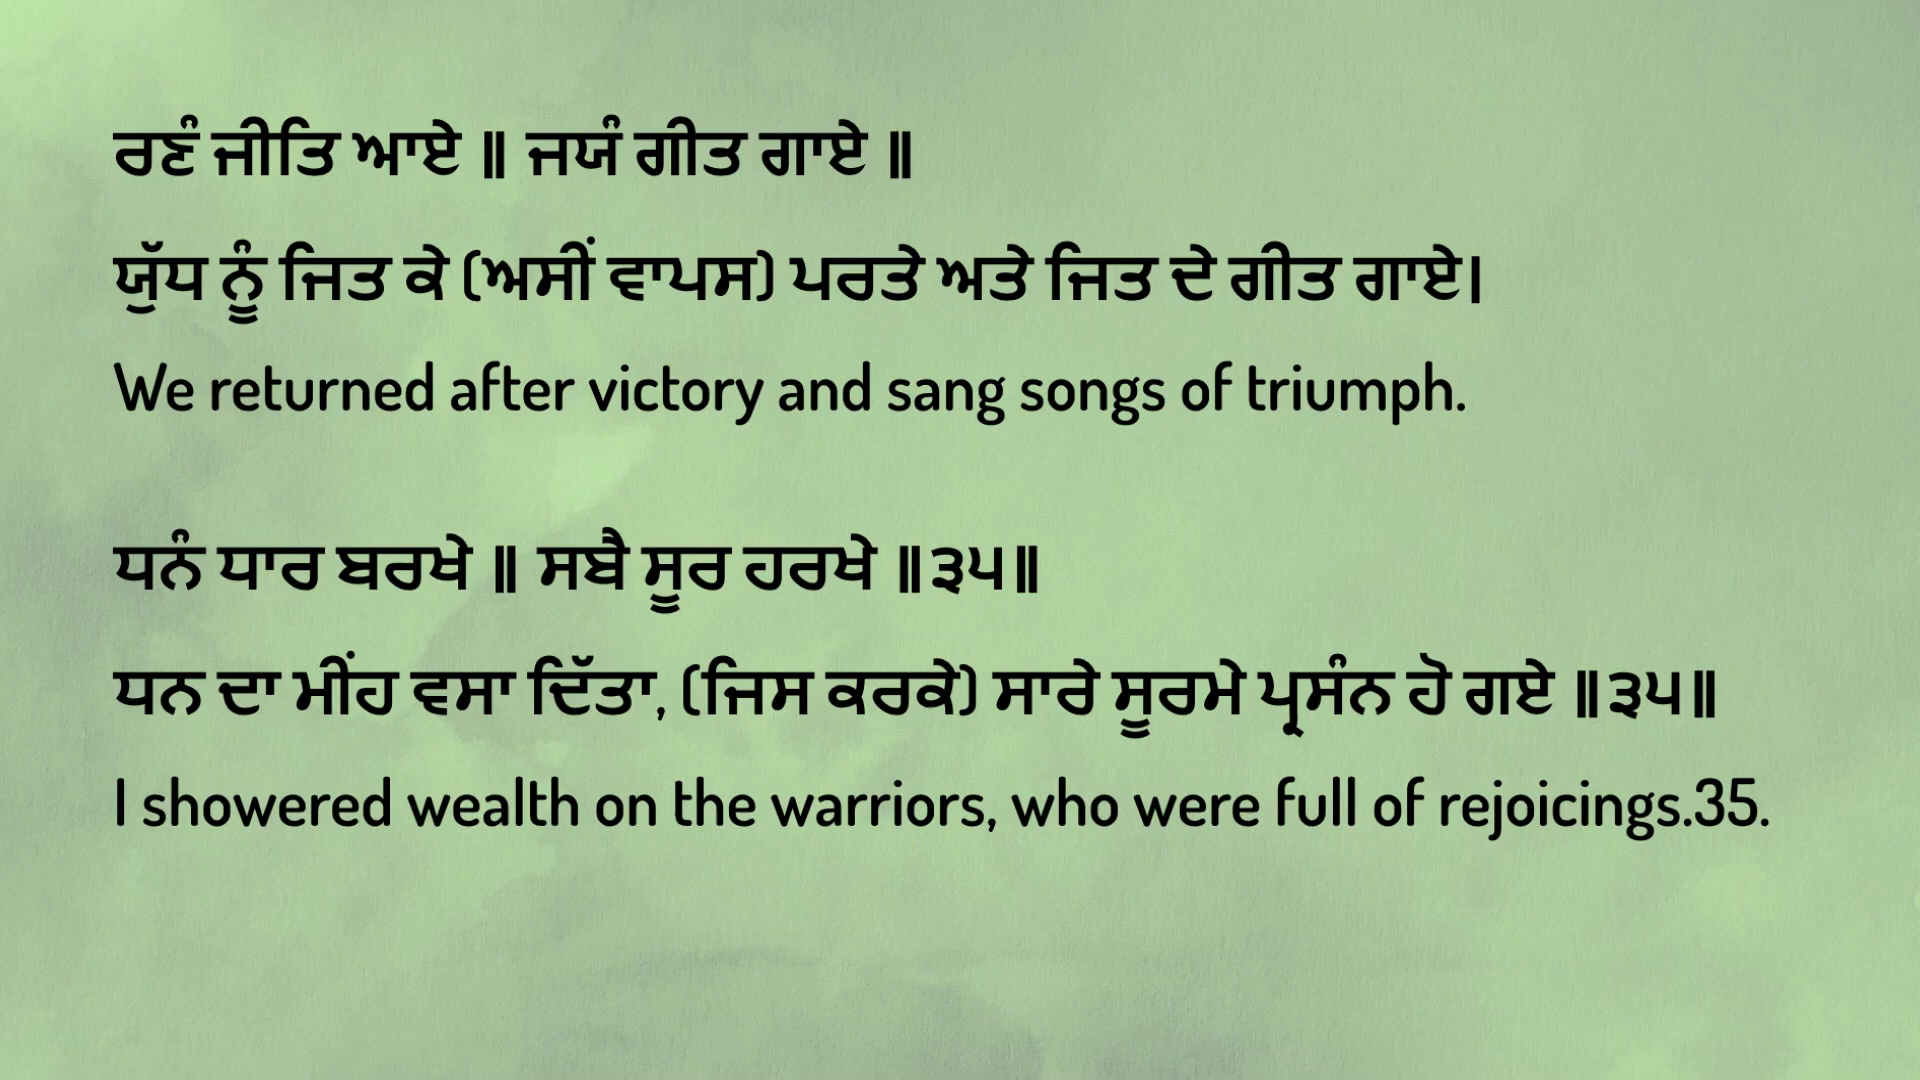 ਰਣੰ ਜੀਤਿ ਆਏ ॥ ਜਯੰ ਗੀਤ ਗਾਏ ॥
ਯੁੱਧ ਨੂੰ ਜਿਤ ਕੇ (ਅਸੀਂ ਵਾਪਸ) ਪਰਤੇ ਅਤੇ ਜਿਤ ਦੇ ਗੀਤ ਗਾਏ।
We returned after victory and sang songs of triumph.
ਧਨੰ ਧਾਰ ਬਰਖੇ ॥ ਸਬੈ ਸੂਰ ਹਰਖੇ ॥੩੫॥
ਧਨ ਦਾ ਮੀਂਹ ਵਸਾ ਦਿੱਤਾ, (ਜਿਸ ਕਰਕੇ) ਸਾਰੇ ਸੂਰਮੇ ਪ੍ਰਸੰਨ ਹੋ ਗਏ ॥੩੫॥
I showered wealth on the warriors, who were full of rejoicings.35.